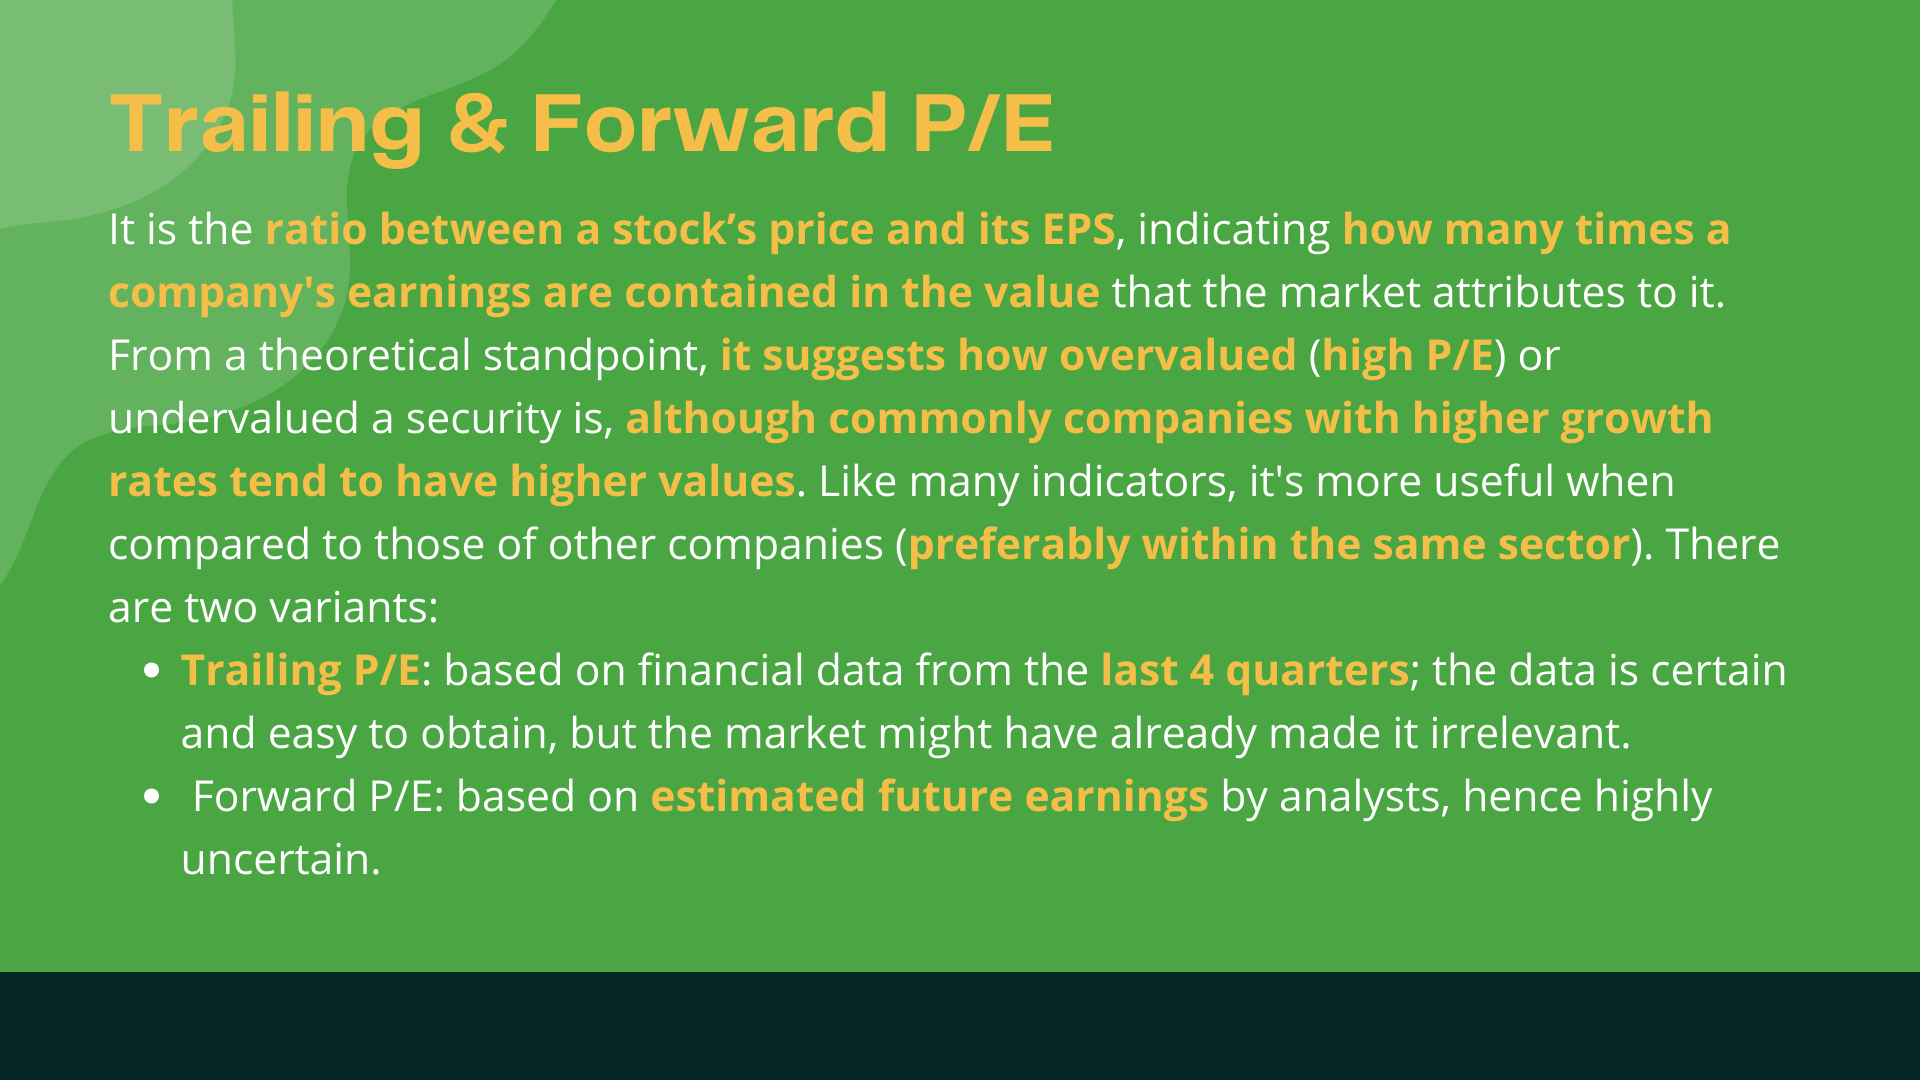 Trailing & Forward P/E
It is the ratio between a stock’s price and its EPS, indicating how many times a
company's earnings are contained in the value that the market attributes to it.
From a theoretical standpoint, it suggests how overvalued (high P/E) or
undervalued a security is, although commonly companies with higher growth
rates tend to have higher values. Like many indicators, it's more useful when
compared to those of other companies (preferably within the same sector). There
are two variants:
• Trailing P/E: based on financial data from the last 4 quarters; the data is certain
and easy to obtain, but the market might have already made it irrelevant.
• Forward P/E: based on estimated future earnings by analysts, hence highly
uncertain.